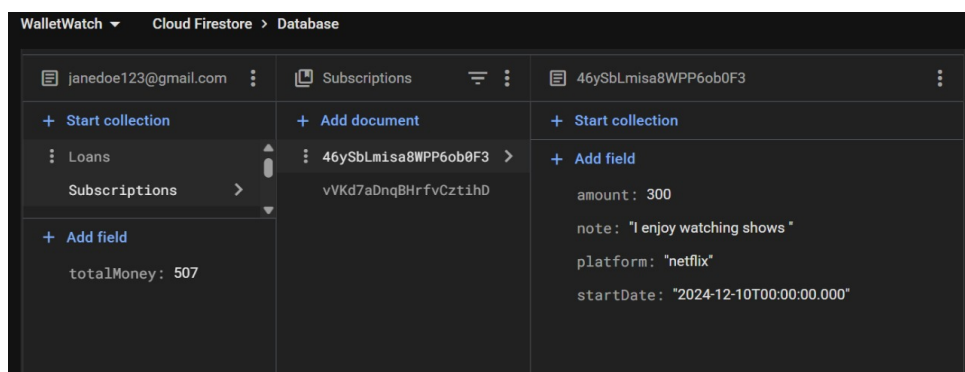 WalletWatch Cloud Firestore > Database
janedoe123@gmail.com
+ Start collection
Loans
Subscriptions >
+ Add field
totalMoney: 507
Subscriptions
+ Add document
46ySbLmisa8WPP6ob0F3 >
vVKd7aDnqBHrfvCztihD
46ySbLmisa8WPP6ob0F3
+ Start collection
+ Add field
amount: 300
note: "I enjoy watching shows "
platform: "netflix"
startDate: "2024-12-10T00:00:00.000"